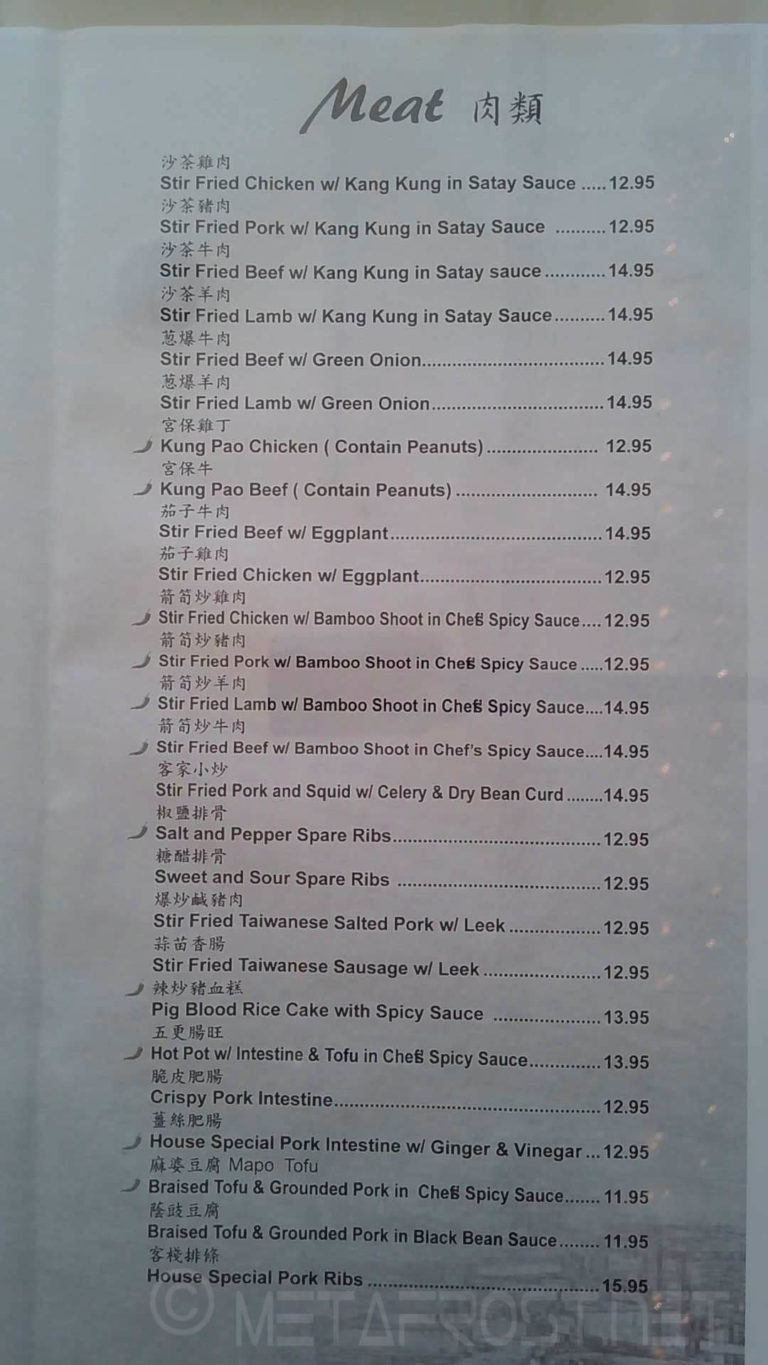 Meat 肉類
沙茶雞肉
Stir Fried Chicken w/ Kang Kung in Satay Sauce .....12.95
沙茶豬肉
Stir Fried Pork w/ Kang Kung in Satay Sauce ..........12.95
沙茶牛肉
Stir Fried Beef w/ Kang Kung in Satay sauce............14.95
沙茶羊肉
Stir Fried Lamb w/ Kang Kung in Satay Sauce..........14.95
蔥爆牛肉
Stir Fried Beef w/ Green Onion....................................14.95
蔥爆羊肉
Stir Fried Lamb w/ Green Onion..................................14.95
宮保雞丁
Kung Pao Chicken ( Contain Peanuts)...................... 12.95
宮保牛
Kung Pao Beef ( Contain Peanuts) ............................ 14.95
茄子牛肉
Stir Fried Beef w/ Eggplant..........................................14.95
茄子雞肉
Stir Fried Chicken w/ Eggplant....................................12.95
箭筍炒雞肉
Stir Fried Chicken w/ Bamboo Shoot in Chef's Spicy Sauce....12.95
箭筍炒豬肉
Stir Fried Pork w/ Bamboo Shoot in Chef's Spicy Sauce .....12.95
箭筍炒羊肉
Stir Fried Lamb w/ Bamboo Shoot in Chef's Spicy Sauce....14.95
箭筍炒牛肉
Stir Fried Beef w/ Bamboo Shoot in Chef's Spicy Sauce....14.95
客家小炒
Stir Fried Pork and Squid w/ Celery & Dry Bean Curd ........14.95
椒鹽排骨
Salt and Pepper Spare Ribs.........................................12.95
糖醋排骨
Sweet and Sour Spare Ribs ........................................12.95
爆炒鹹豬肉
Stir Fried Taiwanese Salted Pork w/ Leek ..................12.95
蒜苗香腸
Stir Fried Taiwanese Sausage w/ Leek .......................12.95
辣炒豬血糕
Pig Blood Rice Cake with Spicy Sauce .....................13.95
五更腸旺
Hot Pot w/ Intestine & Tofu in Chef's Spicy Sauce..............13.95
脆皮肥腸
Crispy Pork Intestine.....................................................12.95
薑絲肥腸
House Special Pork Intestine w/ Ginger & Vinegar ...12.95
麻婆豆腐 Mapo Tofu
Braised Tofu & Grounded Pork in Chef's Spicy Sauce....... 11.95
蔭豉豆腐
Braised Tofu & Grounded Pork in Black Bean Sauce........ 11.95
客棧排條
House Special Pork Ribs ..............................................15.95
© METAFROST.NET